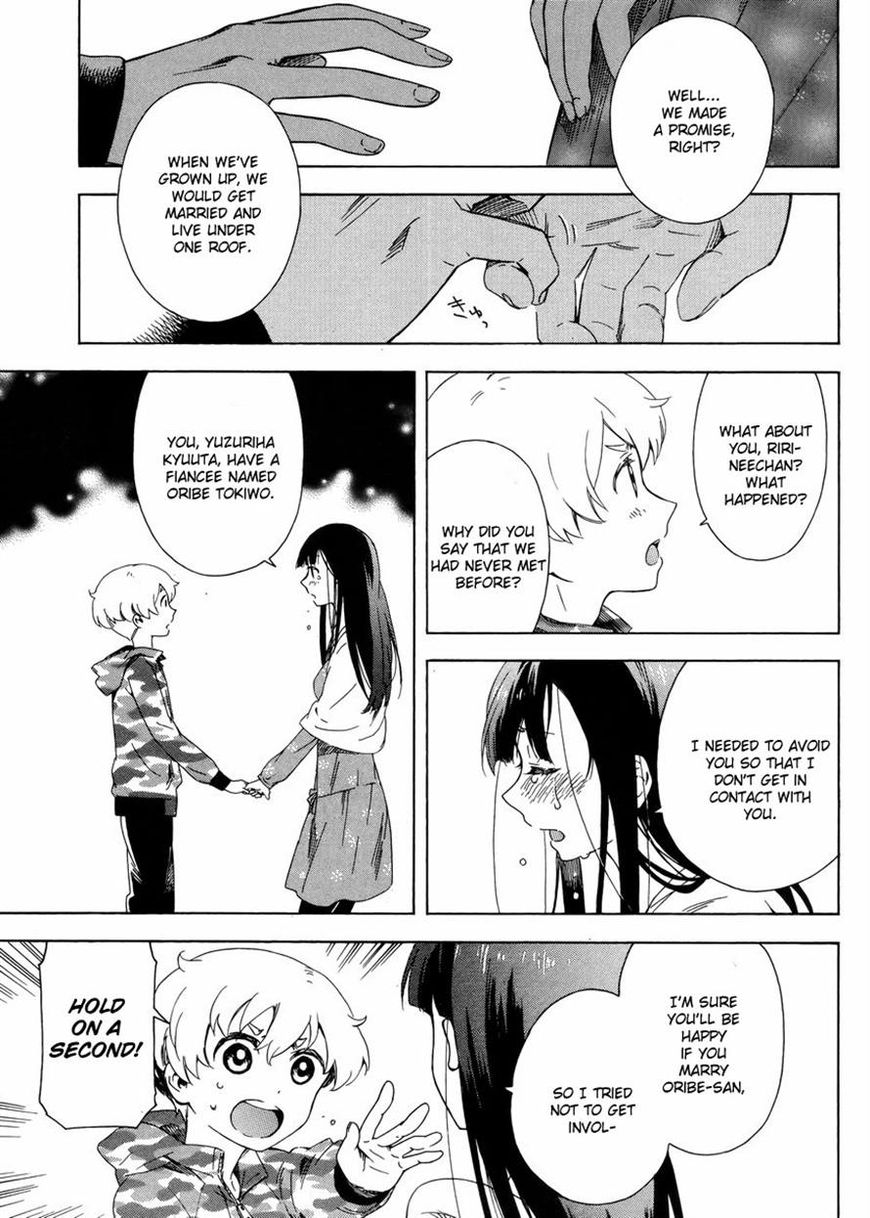 WELL...
WE MADE
A PROMISE,
RIGHT?
WHEN WE'VE
GROWN UP, WE
WOULD GET
MARRIED AND
LIVE UNDER
ONE ROOF.
ギュッ
WHAT ABOUT
YOU, RIRI-
NEECHAN?
WHAT
HAPPENED?
WHY DID YOU
SAY THAT WE
HAD NEVER MET
BEFORE?
YOU, YUZURIHA
KYUUTA, HAVE A
FIANCEE NAMED
ORIBE TOKIWO.
I NEEDED TO AVOID
YOU SO THAT I
DON'T GET IN
CONTACT WITH
YOU.
I'M SURE
YOU'LL BE
HAPPY
IF YOU
MARRY
ORIBE-SAN,
SO I TRIED
NOT TO GET
INVOL-
HOLD
ON A
SECOND!